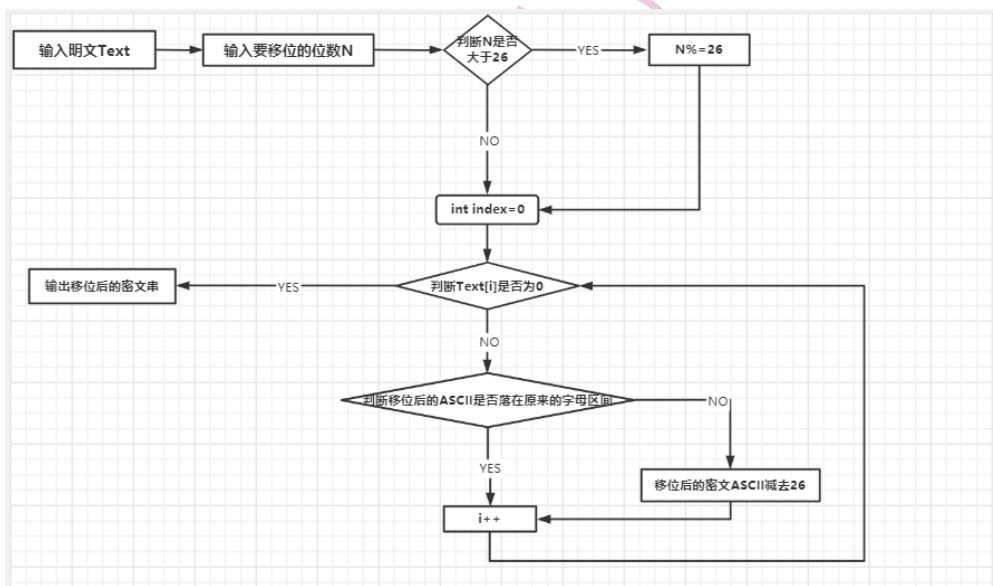 输入明文Text
输入要移位的位数N
判断N是否
大于26
YES
N%=26
NO
int index=0
判断Text[i]是否为0
YES
输出移位后的密文串
NO
判断移位后的ASCII是否落在原来的字母区间
NO
YES
移位后的密文ASCII减去26
i++